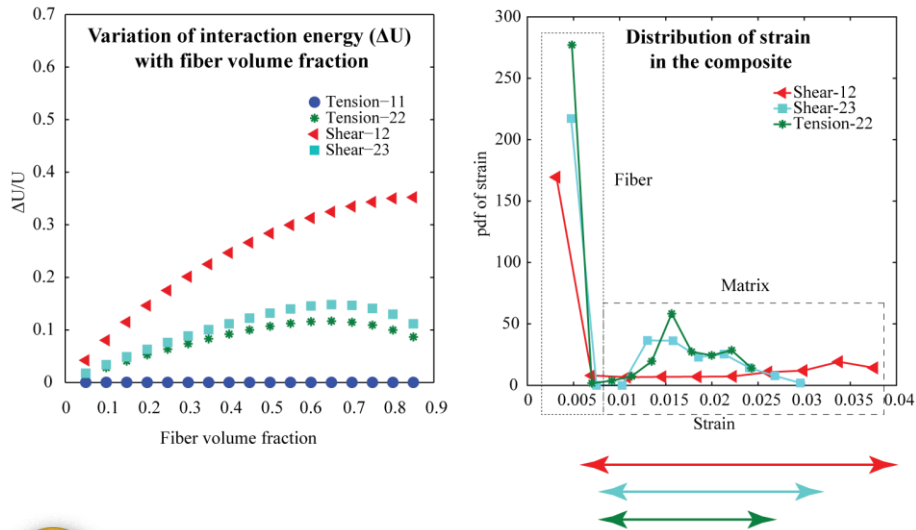 Variation of interaction energy (ΔU)
with fiber volume fraction
Tension−11
Tension−22
Shear−12
Shear−23
ΔU/U
0.7
0.6
0.5
0.4
0.3
0.2
0.1
0
0 0.1 0.2 0.3 0.4 0.5 0.6 0.7 0.8 0.9
Fiber volume fraction
Distribution of strain
in the composite
Shear-12
Shear-23
Tension-22
pdf of strain
300
250
200
150
100
50
0
Fiber
Matrix
0 0.005 0.01 0.015 0.02 0.025 0.03 0.035 0.04
Strain